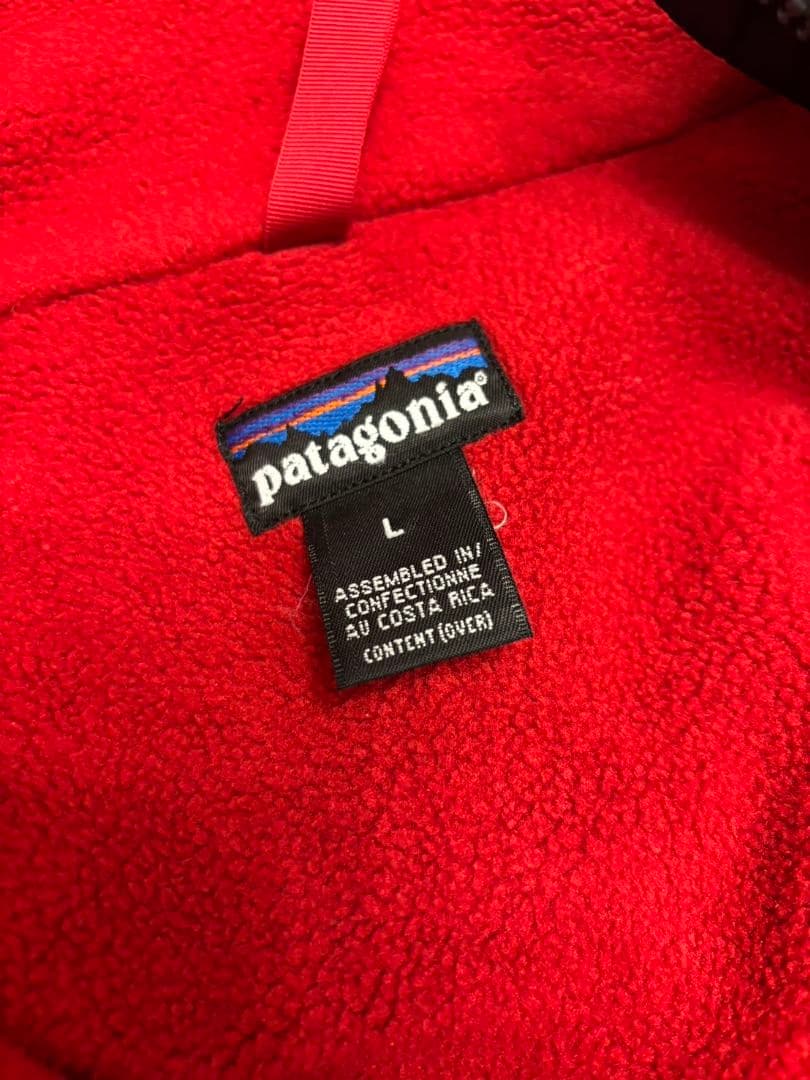 patagonia®
L
ASSEMBLED IN/
CONFECTIONNE
AU COSTA RICA
CONTENT (OVER)